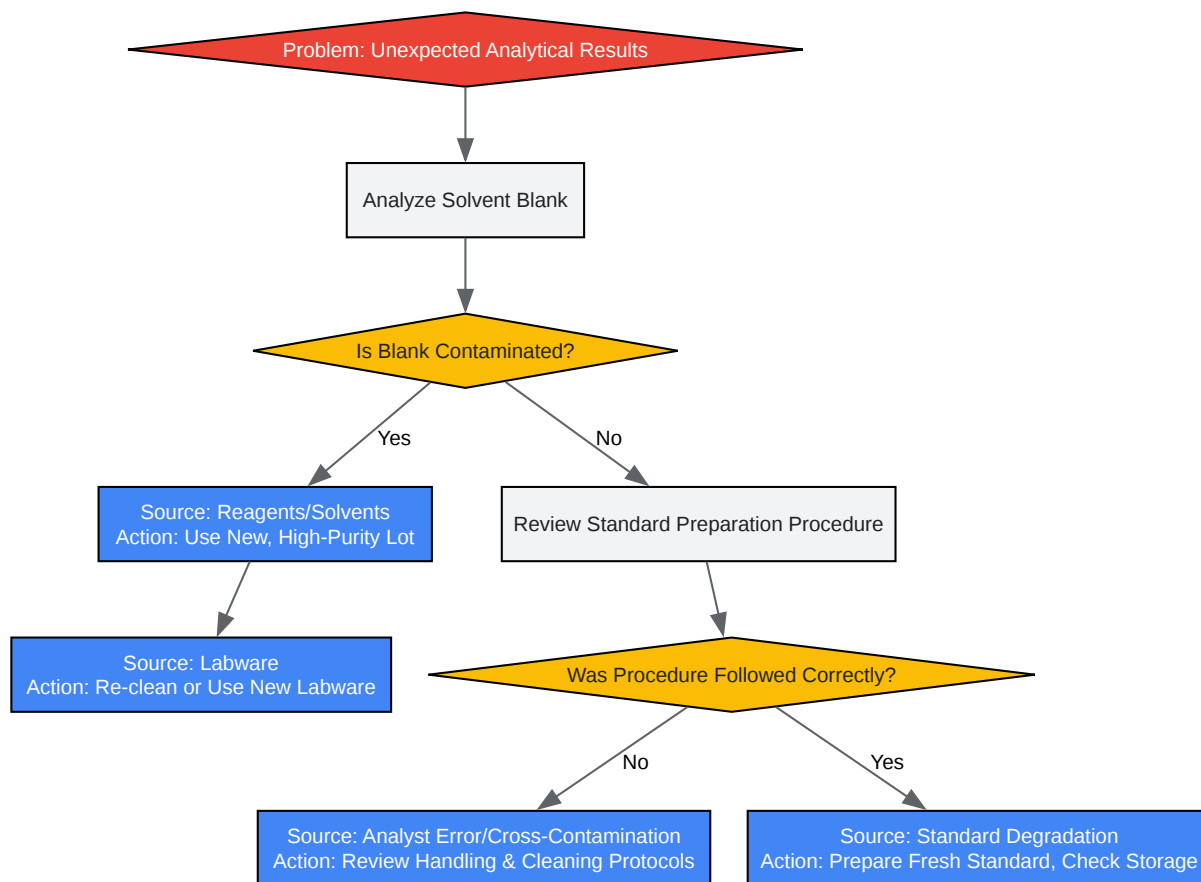 Problem: Unexpected Analytical Results
Analyze Solvent Blank
Is Blank Contaminated?
Yes
No
Source: Reagents/Solvents
Action: Use New, High-Purity Lot
Review Standard Preparation Procedure
Source: Labware
Action: Re-clean or Use New Labware
Was Procedure Followed Correctly?
No
Yes
Source: Analyst Error/Cross-Contamination
Action: Review Handling & Cleaning Protocols
Source: Standard Degradation
Action: Prepare Fresh Standard, Check Storage